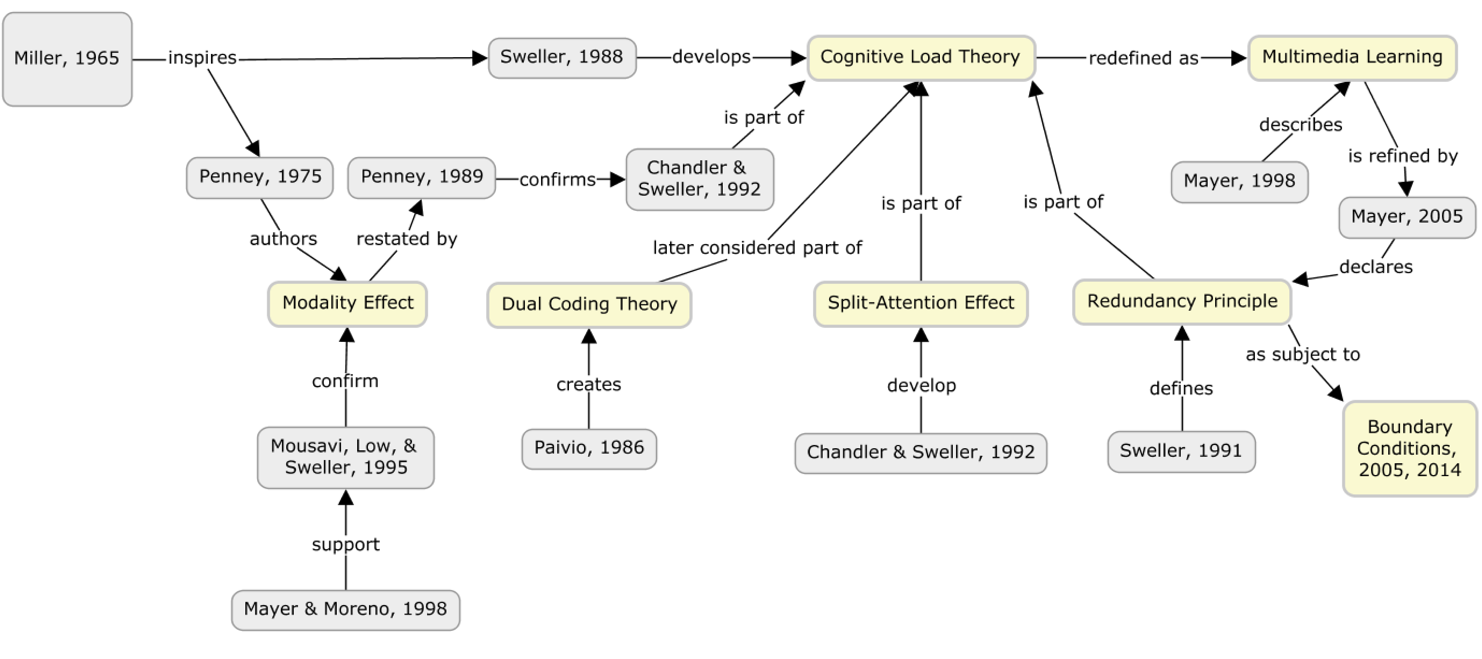 Miller, 1965
inspires
Sweller, 1988
develops
Cognitive Load Theory
redefined as
Multimedia Learning
is part of
describes
is refined by
Penney, 1975
Penney, 1989
confirms
Chandler &
Sweller, 1992
Mayer, 1998
Mayer, 2005
is part of
is part of
authors
restated by
later considered part of
declares
Modality Effect
Dual Coding Theory
Split-Attention Effect
Redundancy Principle
as subject to
confirm
creates
develop
defines
Mousavi, Low, &
Sweller, 1995
Paivio, 1986
Chandler & Sweller, 1992
Sweller, 1991
Boundary
Conditions,
2005, 2014
support
Mayer & Moreno, 1998